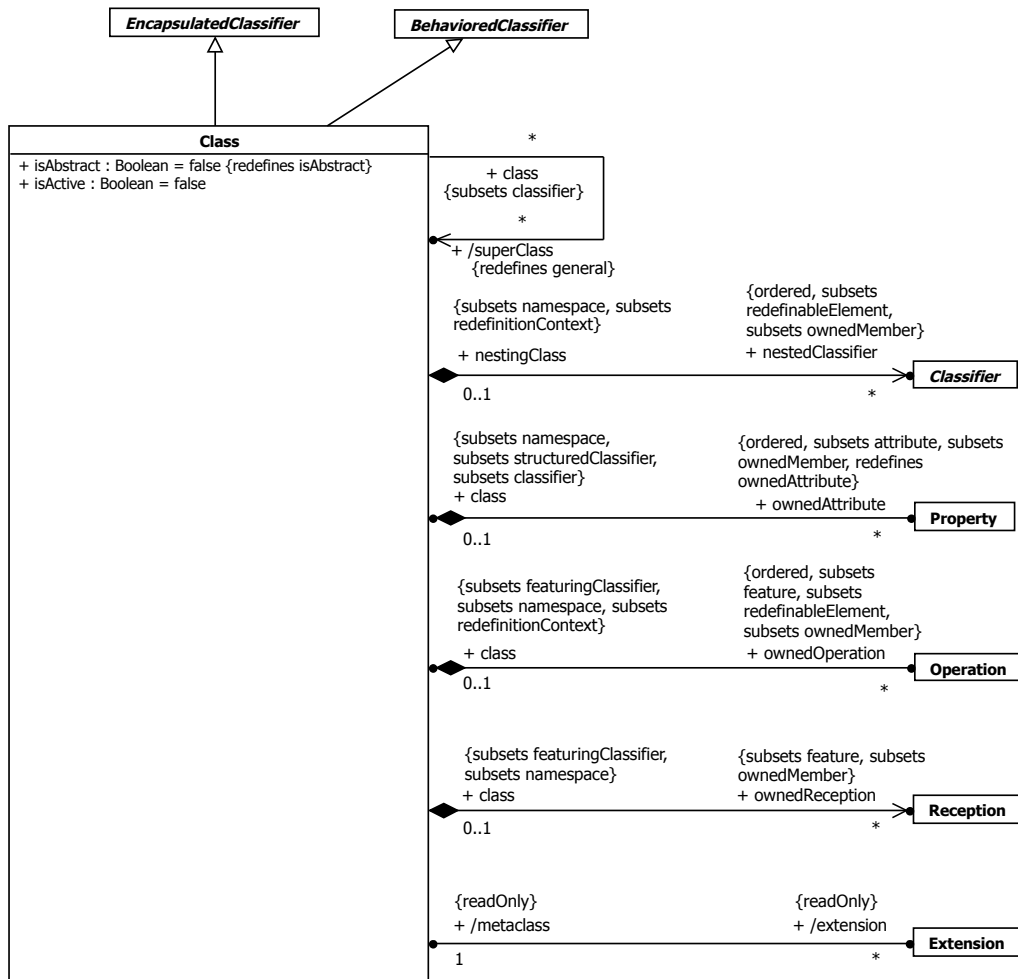 EncapsulatedClassifier
BehavioredClassifier
Class
+ isAbstract : Boolean = false {redefines isAbstract}
+ isActive : Boolean = false
*
+ class
{subsets classifier}
*
+ /superClass
{redefines general}
{subsets namespace, subsets
redefinitionContext}
+ nestingClass
0..1
{ordered, subsets
redefinableElement,
subsets ownedMember}
+ nestedClassifier
*
Classifier
{subsets namespace,
subsets structuredClassifier,
subsets classifier}
+ class
0..1
{ordered, subsets attribute, subsets
ownedMember, redefines
ownedAttribute}
+ ownedAttribute
*
Property
{subsets featuringClassifier,
subsets namespace, subsets
redefinitionContext}
+ class
0..1
{ordered, subsets
feature, subsets
redefinableElement,
subsets ownedMember}
+ ownedOperation
*
Operation
{subsets featuringClassifier,
subsets namespace}
+ class
0..1
{subsets feature, subsets
ownedMember}
+ ownedReception
*
Reception
{readOnly}
+ /metaclass
1
{readOnly}
+ /extension
*
Extension